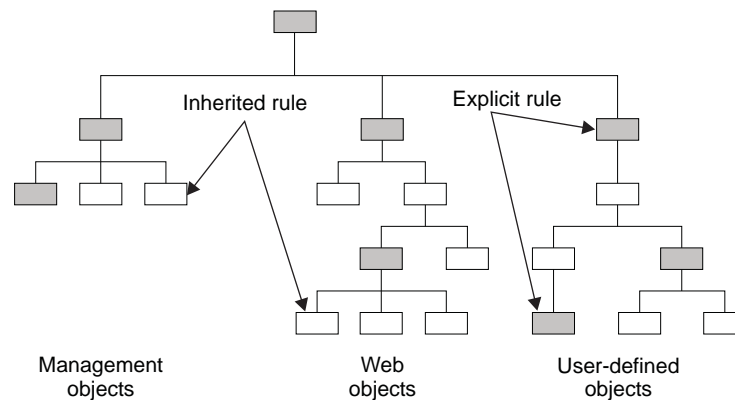 Inherited rule
Explicit rule
Management
objects
Web
objects
User-defined
objects